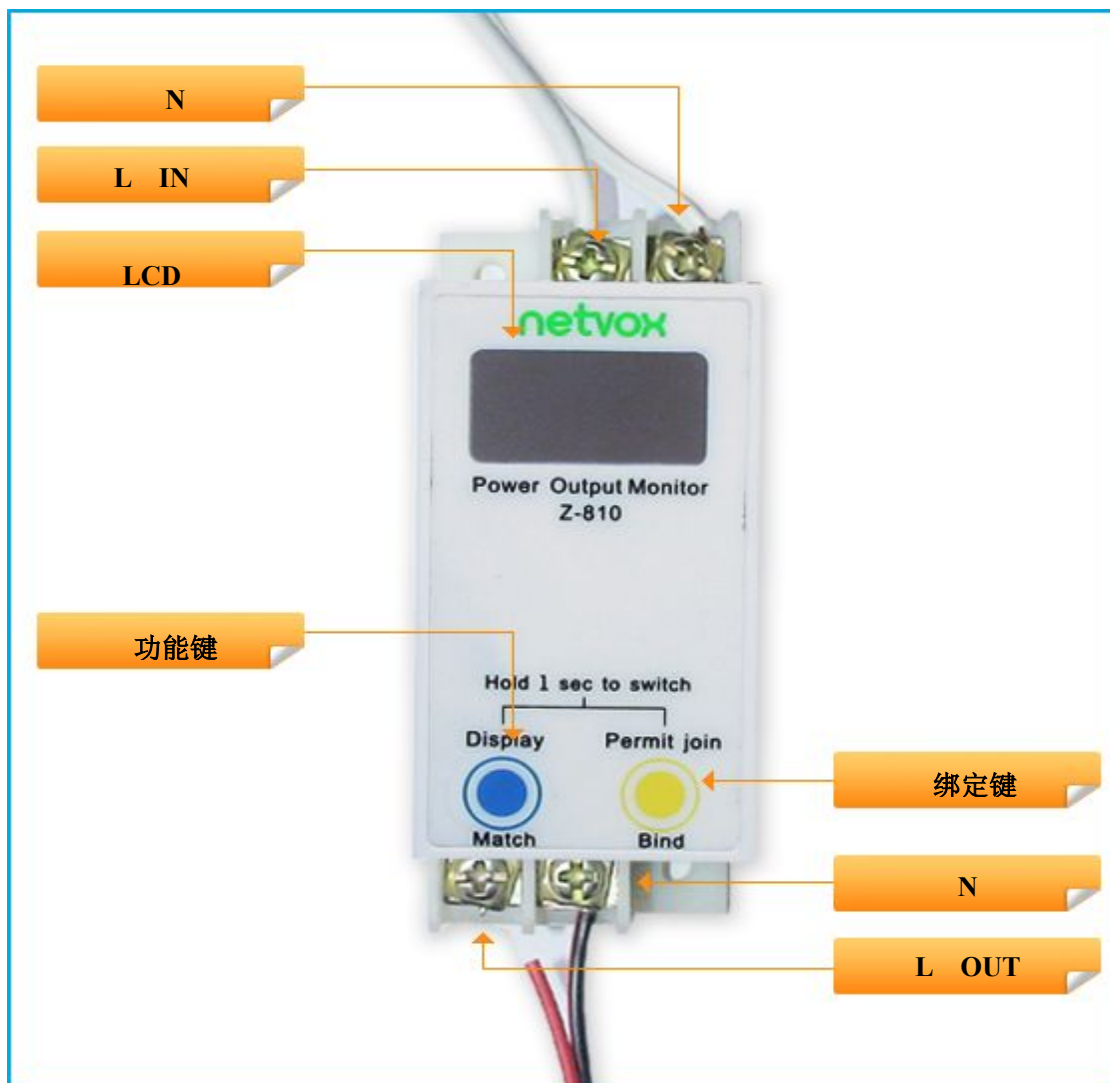 N
L IN
LCD
netvox
Power Output Monitor
Z-810
功能键
Hold 1 sec to switch
Display Permit join
绑定键
Match Bind
N
L OUT